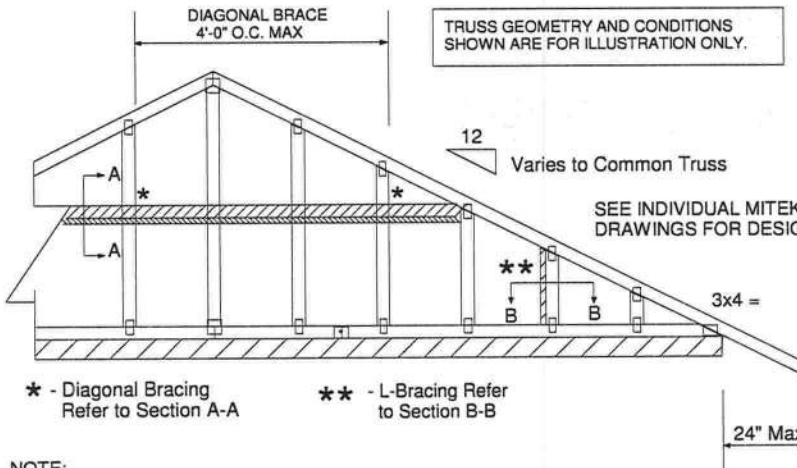 DIAGONAL BRACE
4'-0" O.C. MAX
TRUSS GEOMETRY AND CONDITIONS
SHOWN ARE FOR ILLUSTRATION ONLY.
12
Varies to Common Truss
A
*
*
A
SEE INDIVIDUAL MITEK
DRAWINGS FOR DESIG
**
B
B
3x4 =
* - Diagonal Bracing
Refer to Section A-A
** - L-Bracing Refer
to Section B-B
24" Max
NOTE: